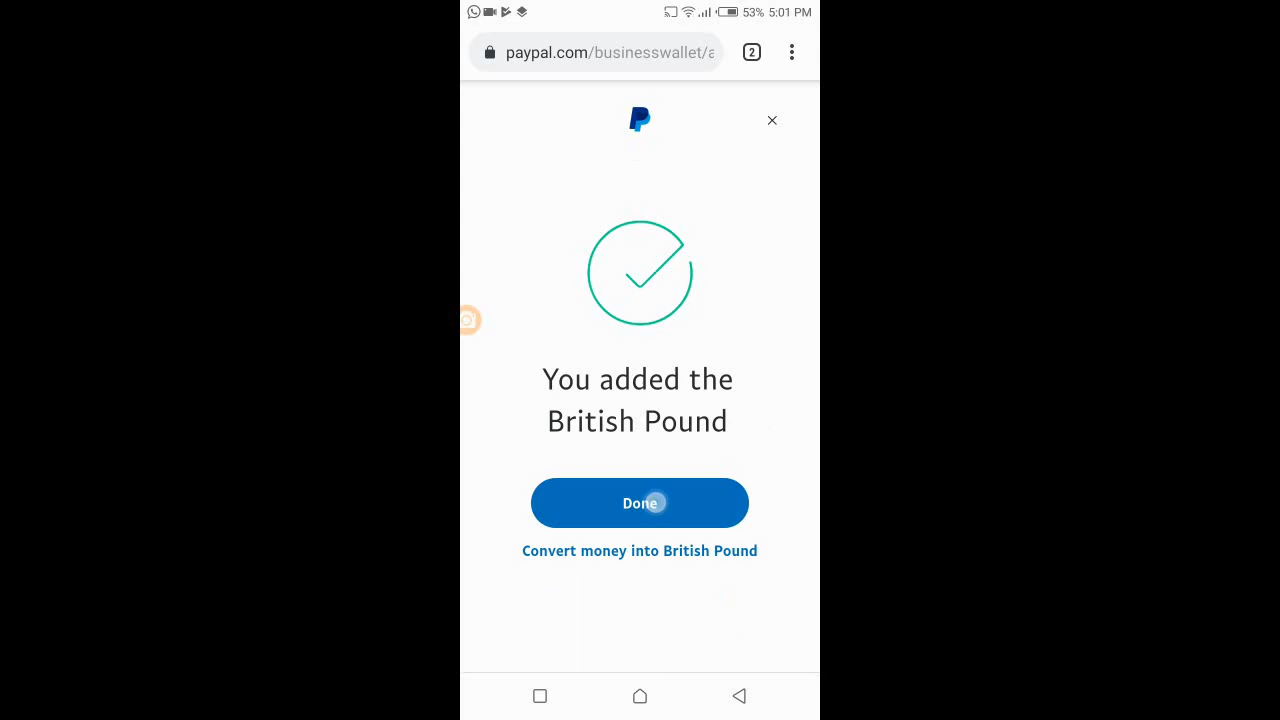 53% 5:01 PM
paypal.com/businesswallet/a
2
You added the
British Pound
Done
Convert money into British Pound